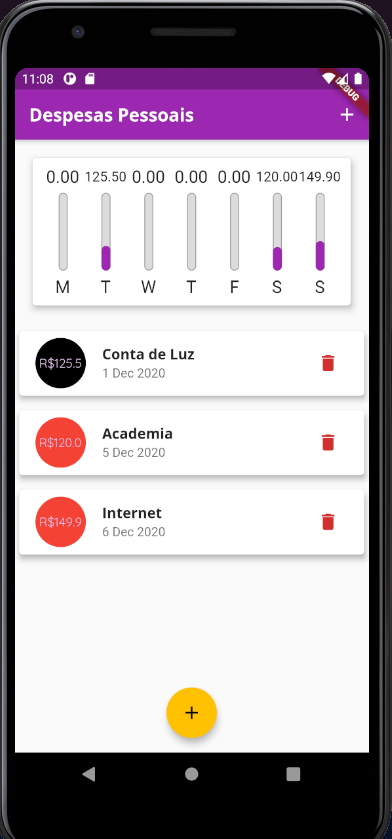 11:08
DEBUG
Despesas Pessoais
0.00 125.50 0.00 0.00 0.00 120.00 149.90
M T W T F S S
R$125.5
Conta de Luz
1 Dec 2020
R$120.0
Academia
5 Dec 2020
R$149.9
Internet
6 Dec 2020